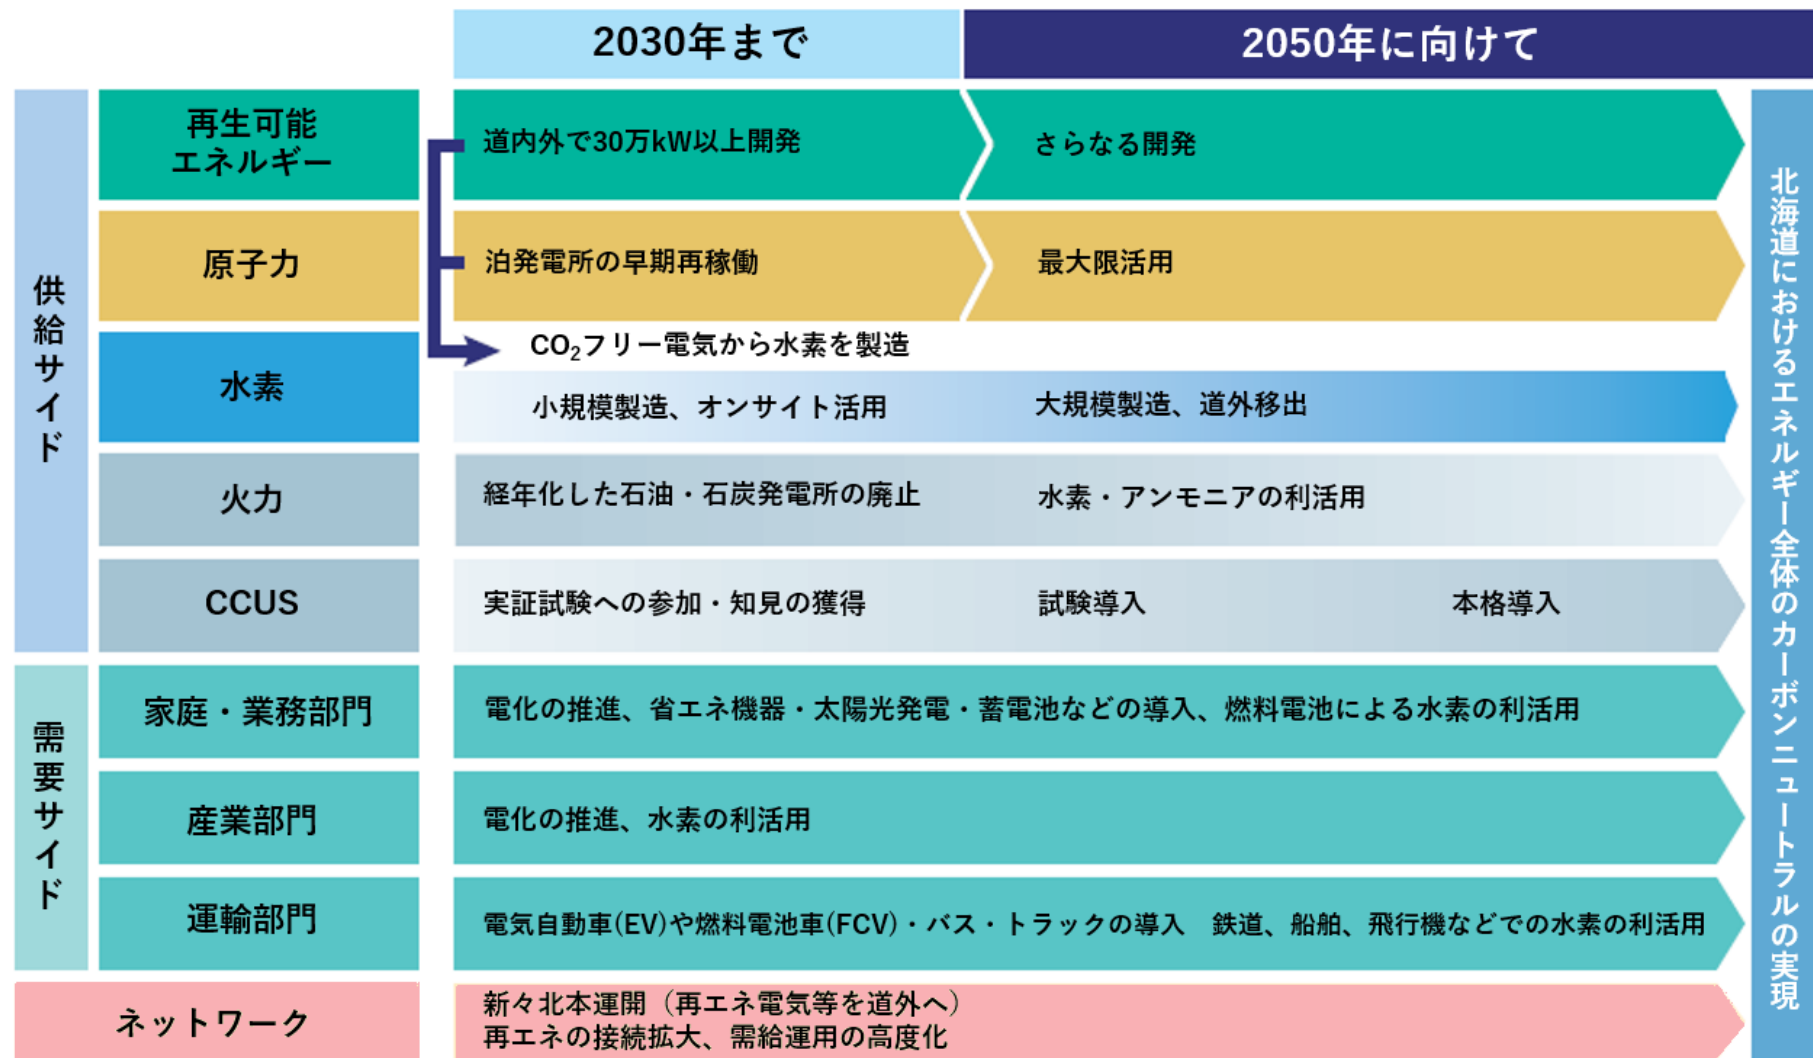 2030年まで
2050年に向けて
供給サイド
再生可能
エネルギー
道内外で30万kW以上開発
さらなる開発
原子力
泊発電所の早期再稼働
最大限活用
水素
CO₂フリー電気から水素を製造
小規模製造、オンサイト活用
大規模製造、道外移出
火力
経年化した石油・石炭発電所の廃止
水素・アンモニアの利活用
CCUS
実証試験への参加・知見の獲得
試験導入
本格導入
需要サイド
家庭・業務部門
電化の推進、省エネ機器・太陽光発電・蓄電池などの導入、燃料電池による水素の利活用
産業部門
電化の推進、水素の利活用
運輸部門
電気自動車(EV)や燃料電池車(FCV)・バス・トラックの導入　鉄道、船舶、飛行機などでの水素の利活用
ネットワーク
新々北本運開（再エネ電気等を道外へ）
再エネの接続拡大、需給運用の高度化
北海道におけるエネルギー全体のカーボンニュートラルの実現